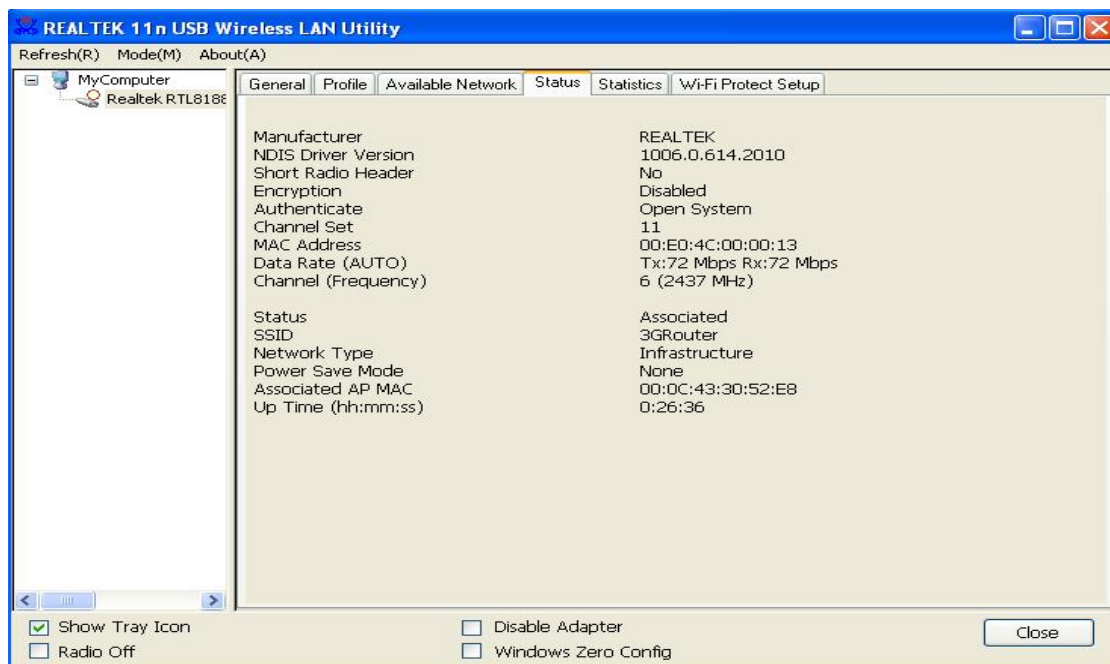 REALTEK 11n USB Wireless LAN Utility
Refresh(R) Mode(M) About(A)
MyComputer
Realtek RTL8188
General Profile Available Network Status Statistics Wi-Fi Protect Setup
Manufacturer REALTEK
NDIS Driver Version 1006.0.614.2010
Short Radio Header No
Encryption Disabled
Authenticate Open System
Channel Set 11
MAC Address 00:E0:4C:00:00:13
Data Rate (AUTO) Tx:72 Mbps Rx:72 Mbps
Channel (Frequency) 6 (2437 MHz)
Status Associated
SSID 3GRouter
Network Type Infrastructure
Power Save Mode None
Associated AP MAC 00:0C:43:30:52:E8
Up Time (hh:mm:ss) 0:26:36
Show Tray Icon Disable Adapter Close
Radio Off Windows Zero Config